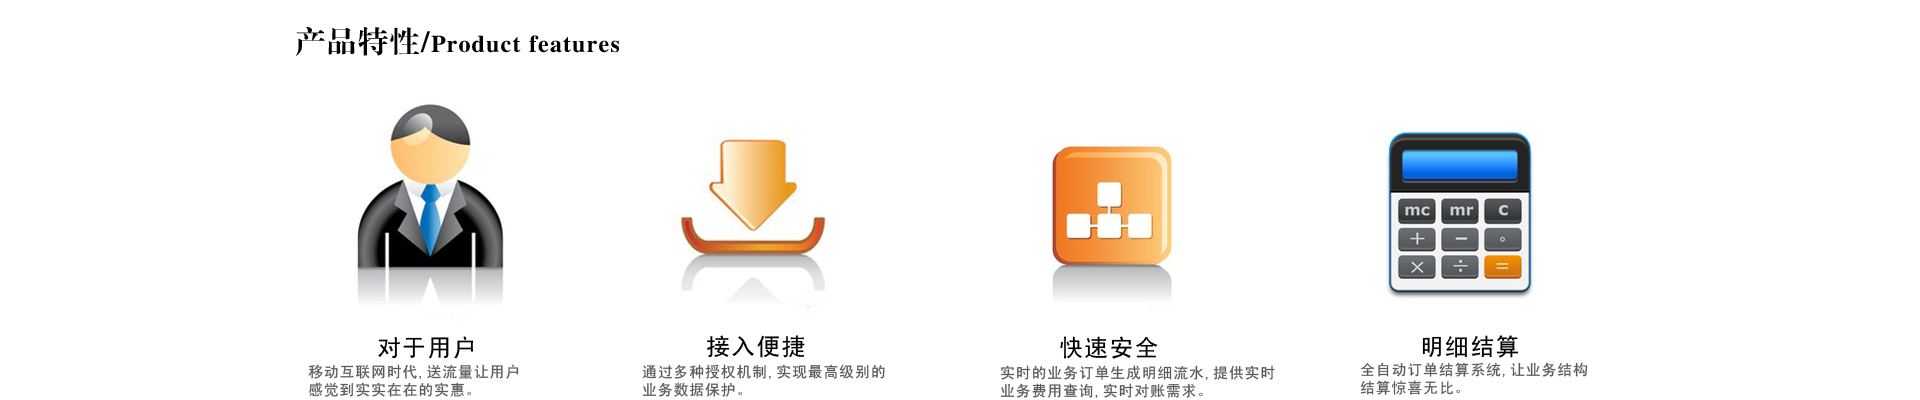 产品特性/Product features
mc mr c
+ − °
× ÷ =
对于用户
移动互联网时代, 送流量让用户
感觉到实实在在的实惠。
接入便捷
通过多种授权机制, 实现最高级别的
业务数据保护。
快速安全
实时的业务订单生成明细流水, 提供实时
业务费用查询, 实时对账需求。
明细结算
全自动订单结算系统, 让业务结构
结算惊喜无比。